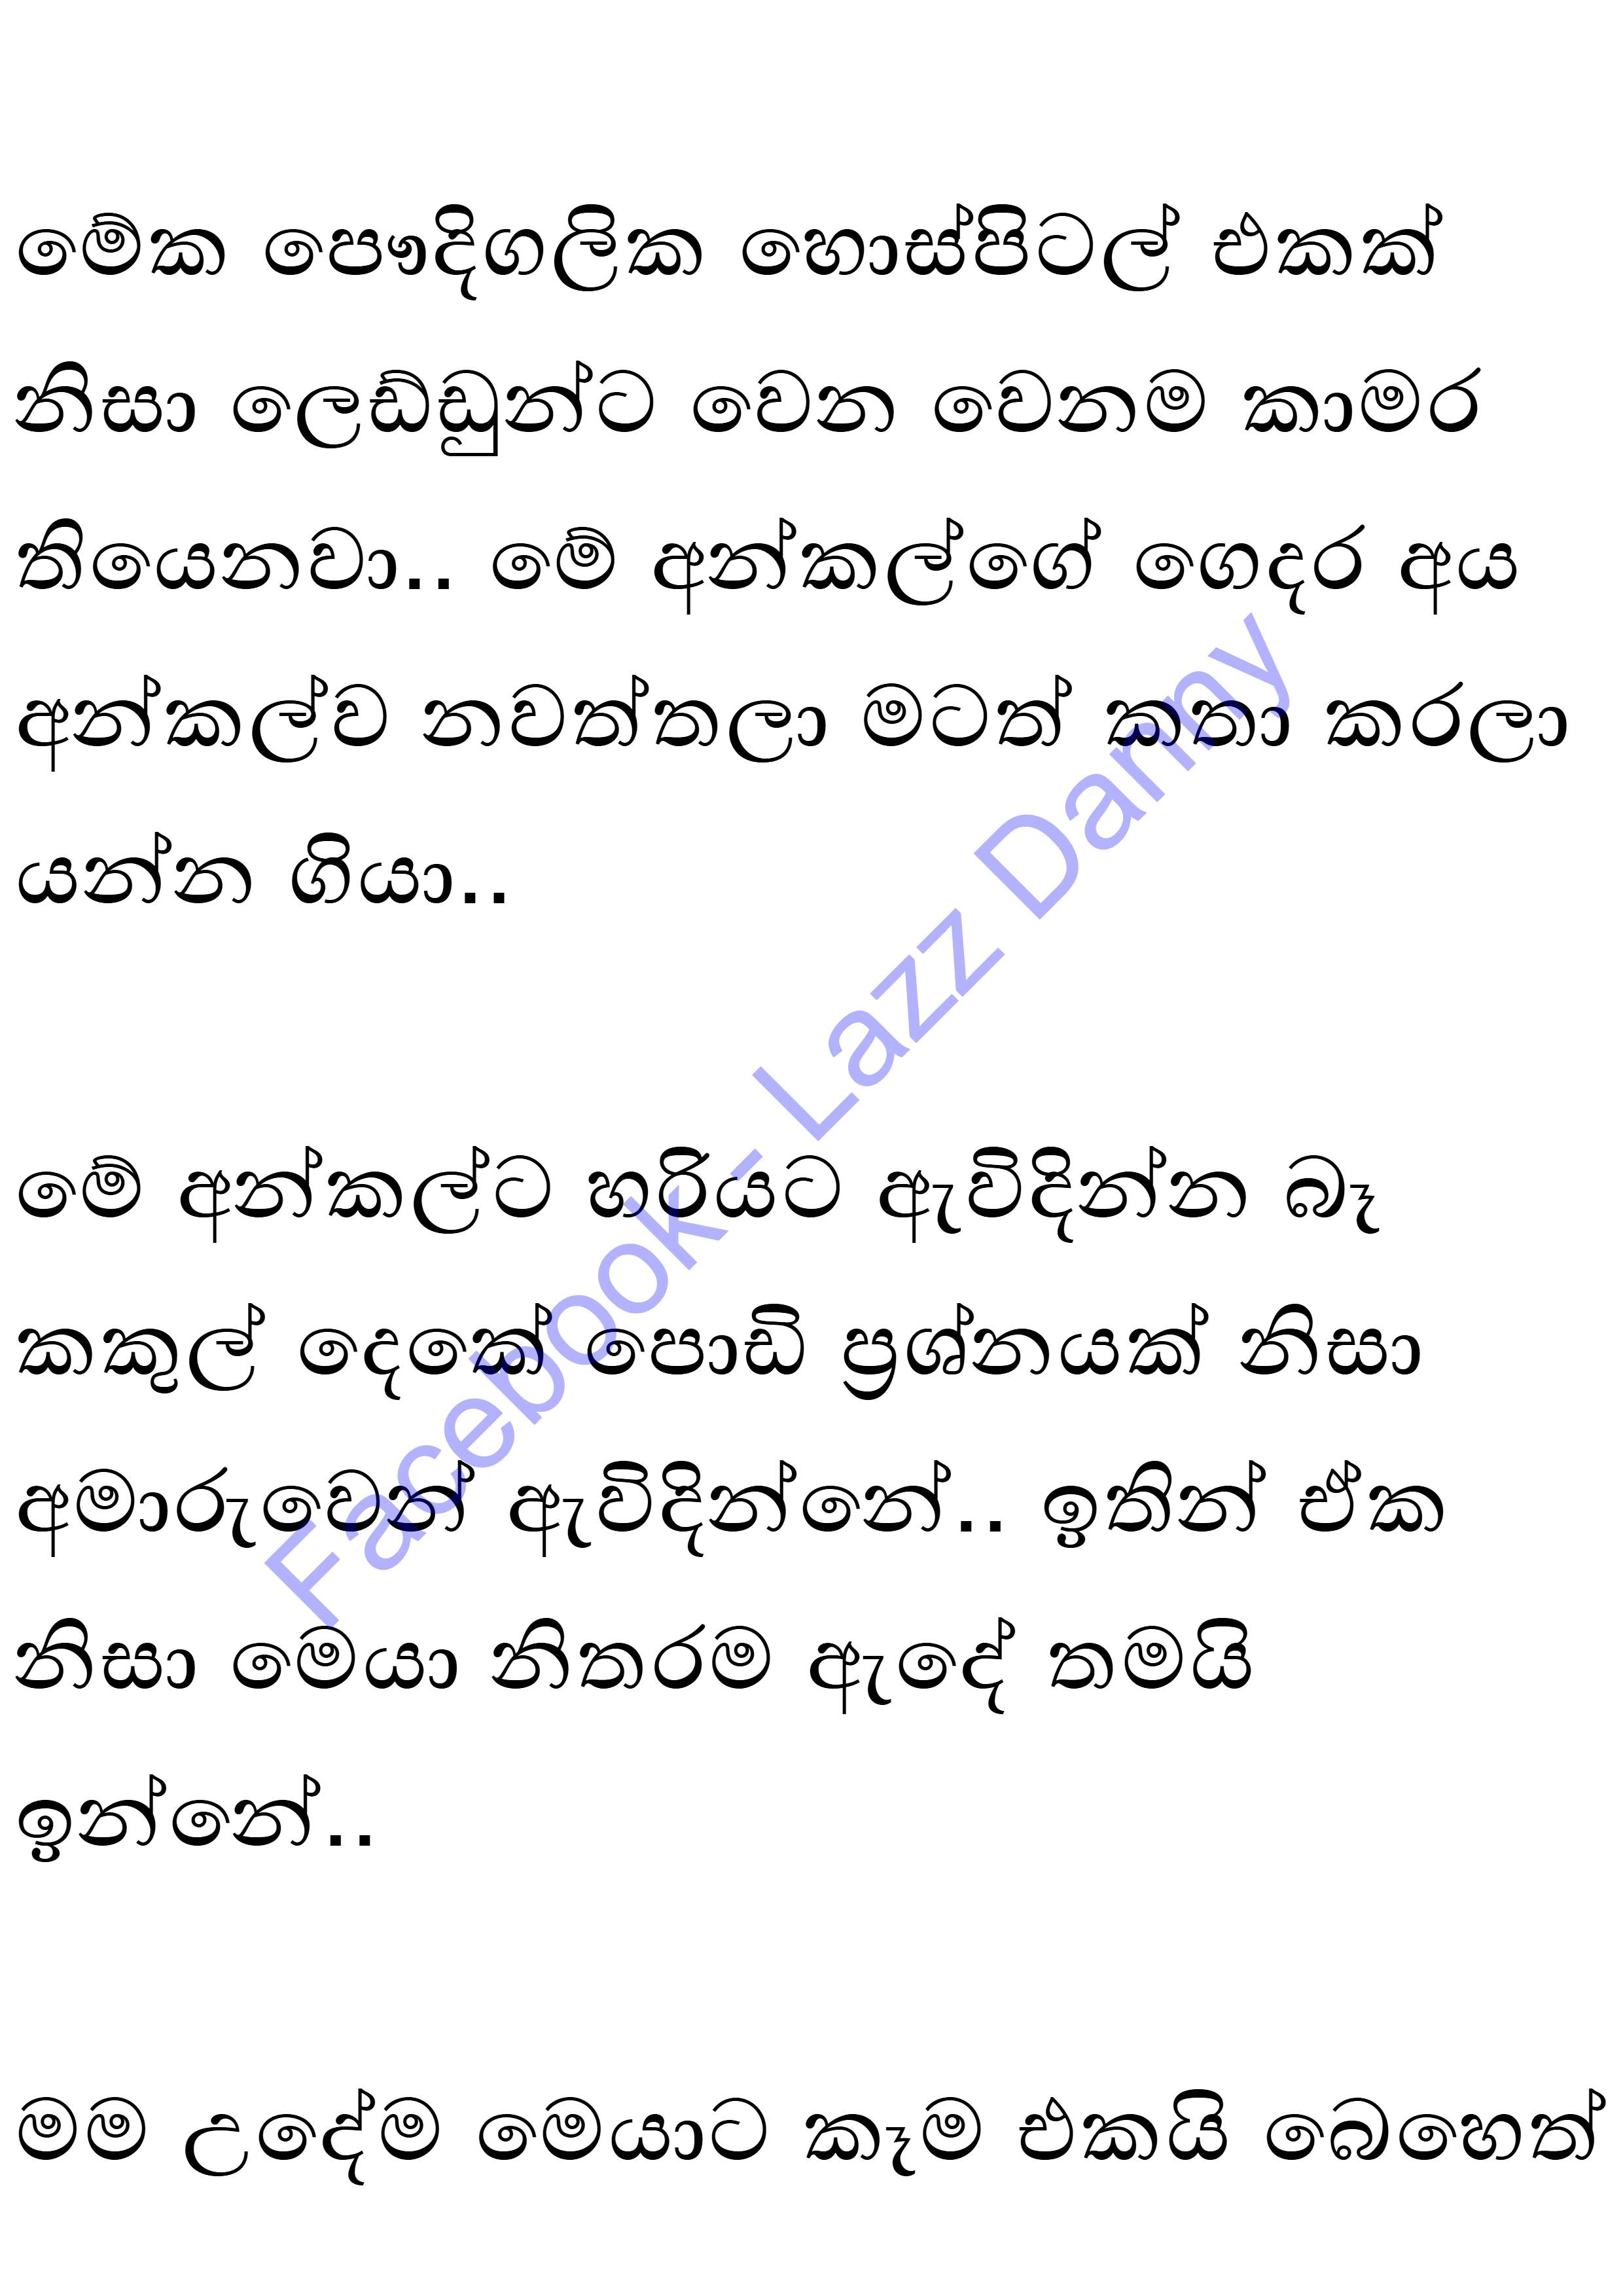 මේක පෞද්ගලික හොස්පිටල් එකක්
නිසා ලෙඩ්ඩුන්ට වෙන වෙනම කාමර
තියෙනවා.. මේ අන්කල්ගේ ගෙදර අය
අන්කල්ව නවත්තලා මටත් කතා කරලා
යන්න ගියා..
මේ අන්කල්ට හරියට ඇවිදින්න බෑ
කකුල් දෙකේ පොඩි ප්‍රශ්නයක් නිසා
අමාරුවෙන් ඇවිදින්නේ.. ඉතින් ඒක
නිසා මෙයා නිතරම ඇඳේ තමයි
ඉන්නේ..
මම උදේම මෙයාට කෑම එකයි බෙහෙත්
Facebook- Lazz Danny